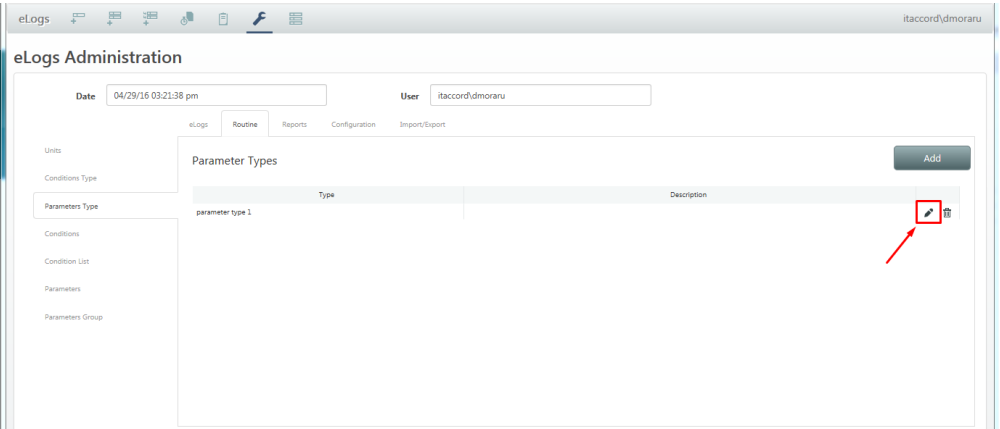 eLogs itaccord\dmoraru
eLogs Administration
Date 04/29/16 03:21:38 pm User itaccord\dmoraru
eLogs Routine Reports Configuration Import/Export
Units
Parameter Types Add
Conditions Type
Type Description
Parameters Type
parameter type 1
Conditions
Condition List
Parameters
Parameters Group